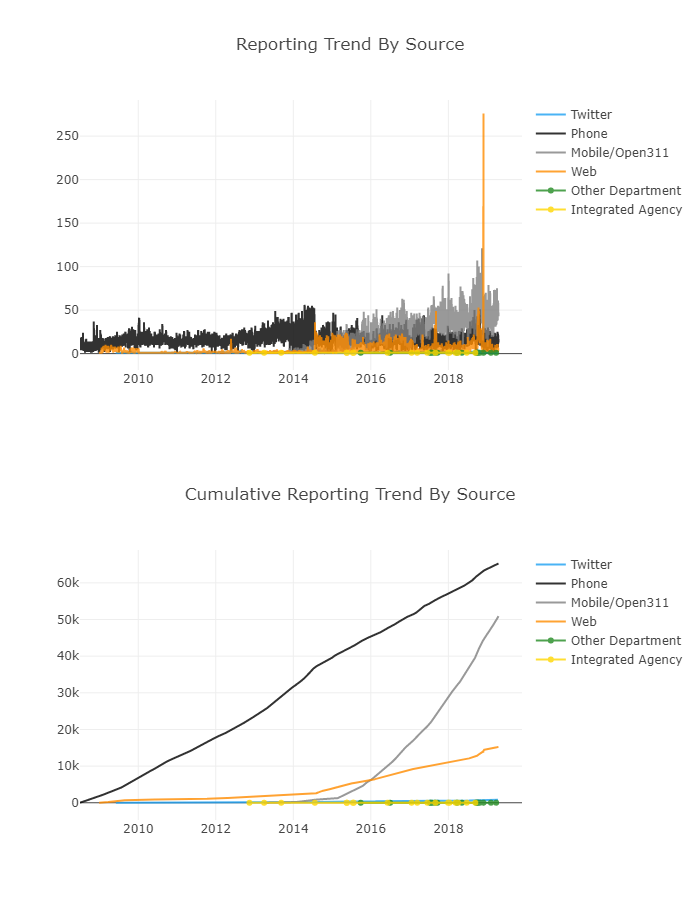 Reporting Trend By Source
250
200
150
100
50
0
2010 2012 2014 2016 2018
Twitter
Phone
Mobile/Open311
Web
Other Department
Integrated Agency
Cumulative Reporting Trend By Source
60k
50k
40k
30k
20k
10k
0
2010 2012 2014 2016 2018
Twitter
Phone
Mobile/Open311
Web
Other Department
Integrated Agency